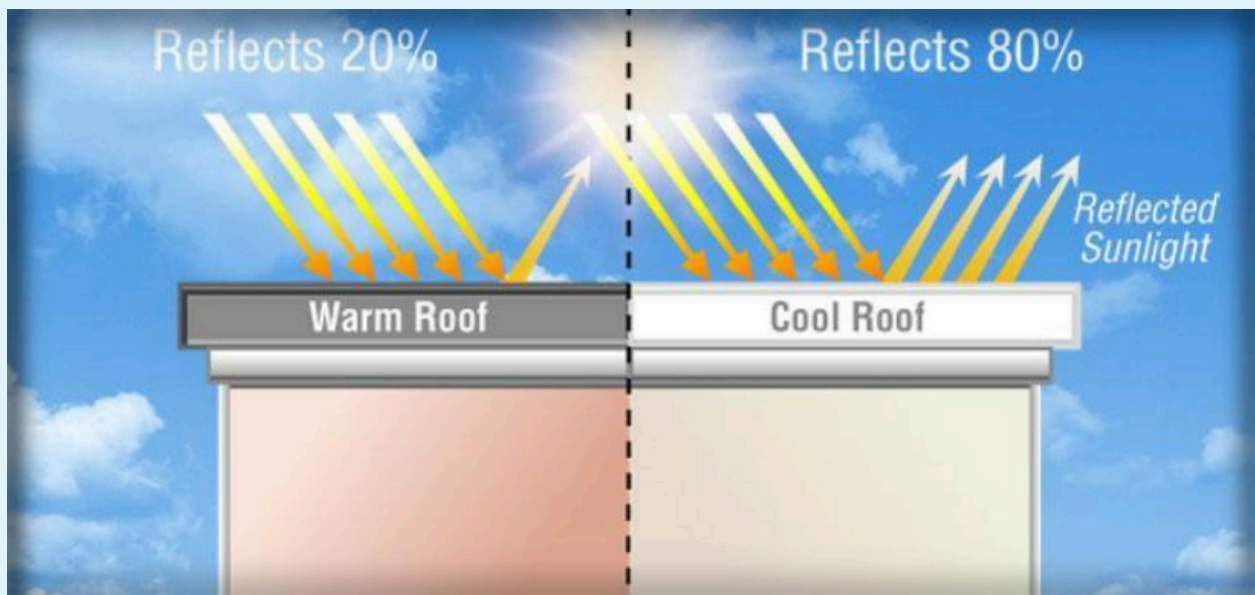 Reflects 20%
Reflects 80%
Reflected
Sunlight
Warm Roof
Cool Roof